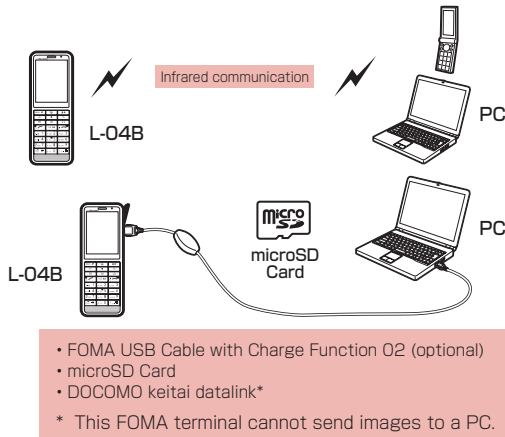 Infrared communication
L-04B
PC
L-04B
micro
SD
microSD
Card
PC
• FOMA USB Cable with Charge Function 02 (optional)
• microSD Card
• DOCOMO keitai datalink*
* This FOMA terminal cannot send images to a PC.